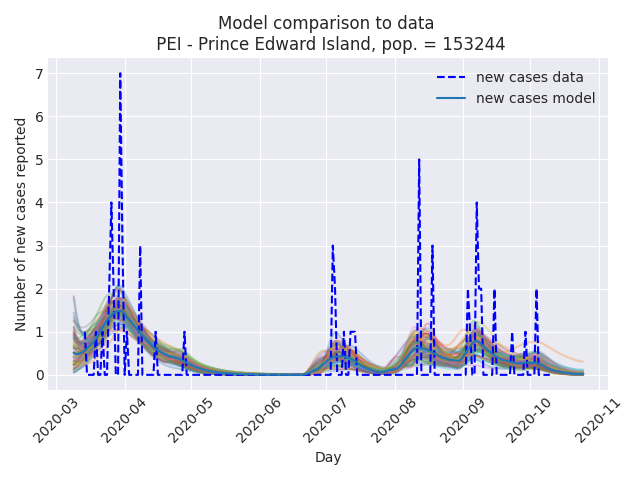 Model comparison to data
PEI - Prince Edward Island, pop. = 153244
new cases data
new cases model
Number of new cases reported
7
6
5
4
3
2
1
0
2020-03
2020-04
2020-05
2020-06
2020-07
2020-08
2020-09
2020-10
2020-11
Day